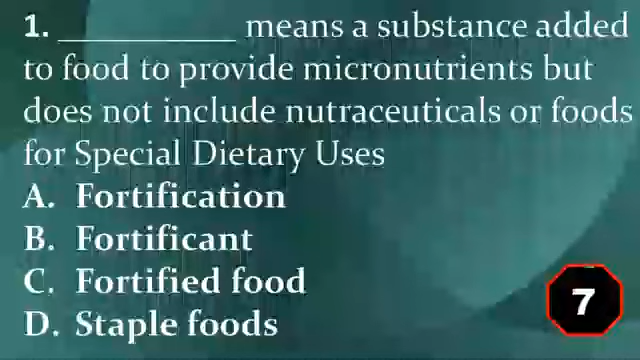 1. ____________ means a substance added
to food to provide micronutrients but
does not include nutraceuticals or foods
for Special Dietary Uses
A. Fortification
B. Fortificant
C. Fortified food
D. Staple foods
7